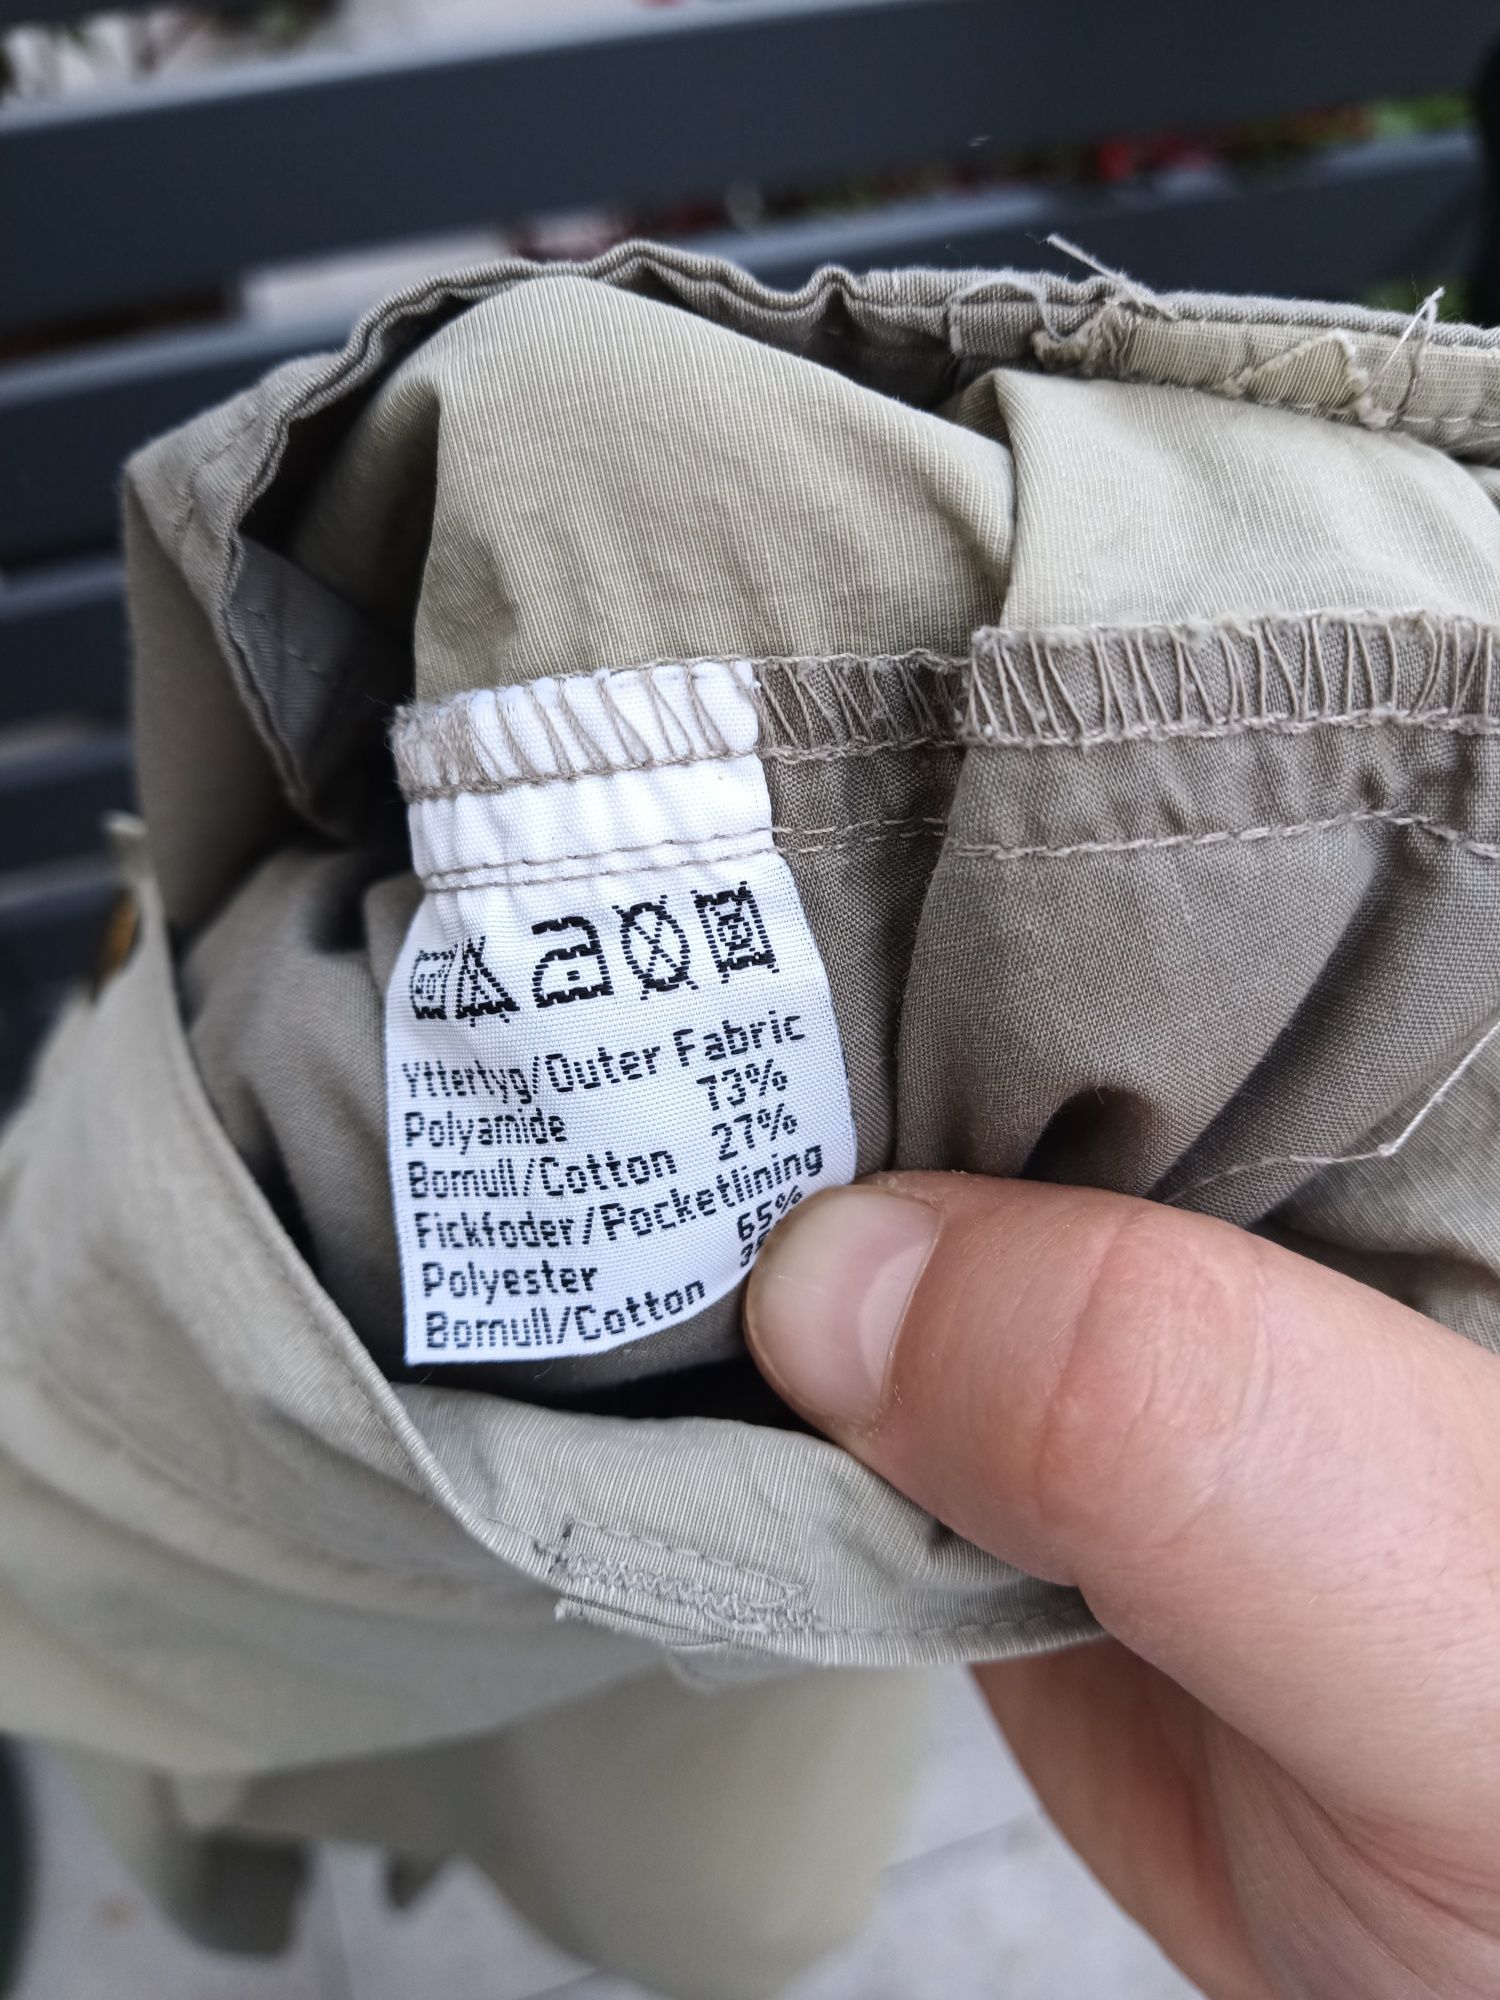 Yttertyg/Outer Fabric
Polyamide 73%
Bomull/Cotton 27%
Fickfoder/Pocketlining
Polyester 65%
Bomull/Cotton